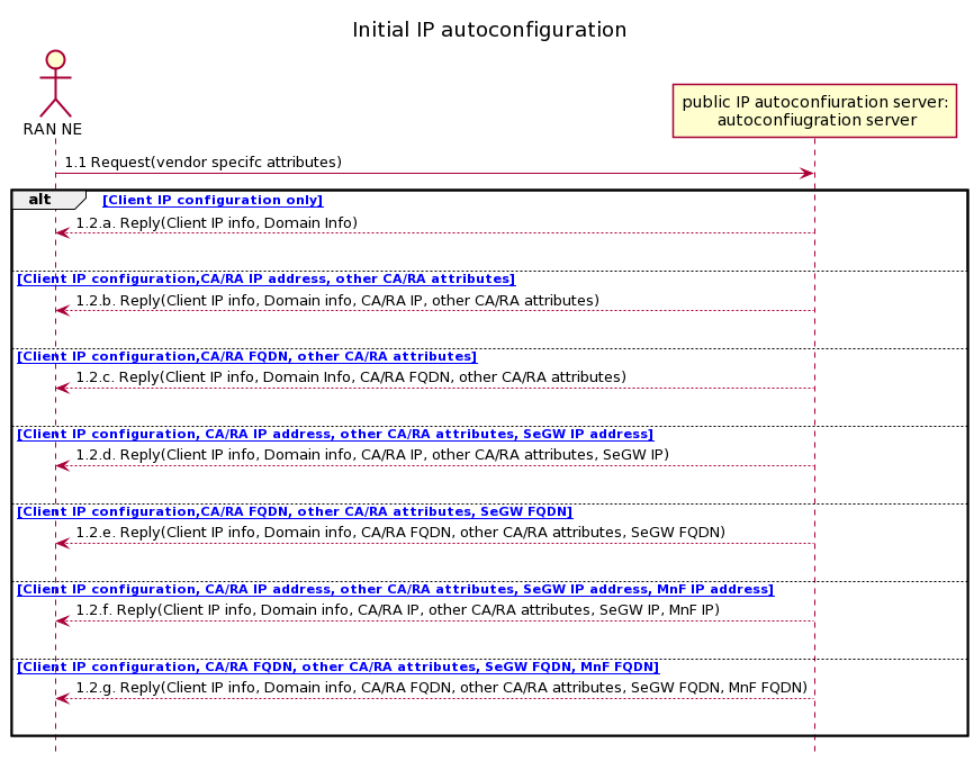 Initial IP autoconfiguration
RAN NE
public IP autoconfiuration server:
autoconfiugration server
1.1 Request(vendor specifc attributes)
alt
[Client IP configuration only]
1.2.a. Reply(Client IP info, Domain Info)
[Client IP configuration,CA/RA IP address, other CA/RA attributes]
1.2.b. Reply(Client IP info, Domain info, CA/RA IP, other CA/RA attributes)
[Client IP configuration,CA/RA FQDN, other CA/RA attributes]
1.2.c. Reply(Client IP info, Domain Info, CA/RA FQDN, other CA/RA attributes)
[Client IP configuration, CA/RA IP address, other CA/RA attributes, SeGW IP address]
1.2.d. Reply(Client IP info, Domain info, CA/RA IP, other CA/RA attributes, SeGW IP)
[Client IP configuration,CA/RA FQDN, other CA/RA attributes, SeGW FQDN]
1.2.e. Reply(Client IP info, Domain info, CA/RA FQDN, other CA/RA attributes, SeGW FQDN)
[Client IP configuration, CA/RA IP address, other CA/RA attributes, SeGW IP address, MnF IP address]
1.2.f. Reply(Client IP info, Domain info, CA/RA IP, other CA/RA attributes, SeGW IP, MnF IP)
[Client IP configuration, CA/RA FQDN, other CA/RA attributes, SeGW FQDN, MnF FQDN]
1.2.g. Reply(Client IP info, Domain info, CA/RA FQDN, other CA/RA attributes, SeGW FQDN, MnF FQDN)